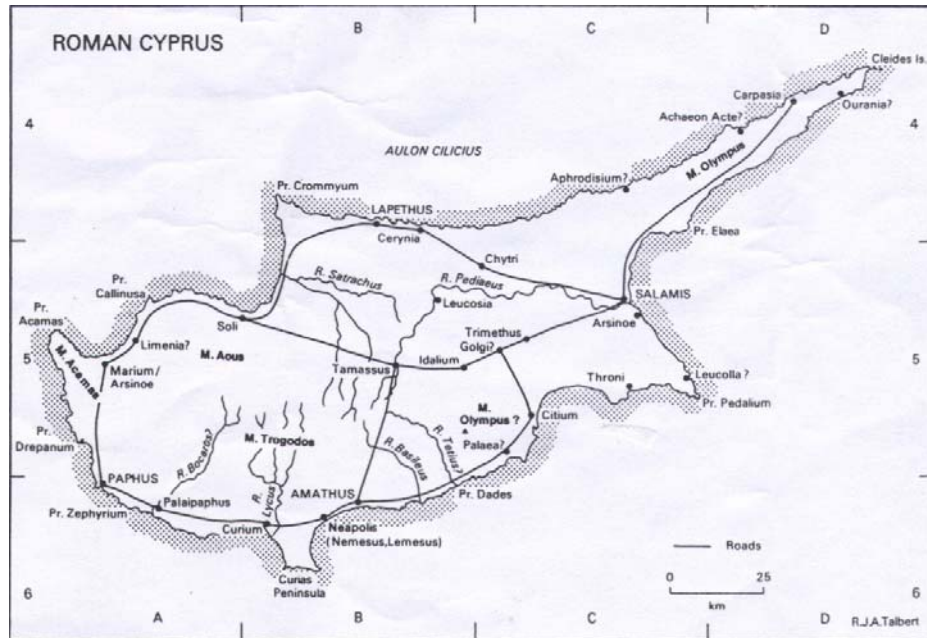 ROMAN CYPRUS
B
C
D
Cleides Is.
Carpasia
Ourania?
4
Achaeon Acte?
4
AULON CILICIUS
M. Olympus
Aphrodisium?
Pr. Crommyum
LAPETHUS
Cerynia
Pr. Elaea
Chytri
Pr.
Callinusa
R. Satrachus
R. Pediaeus
Leucosia
SALAMIS
Pr.
Acamas
Soli
Arsinoe
Trimethus
Golgi?
Limenia?
5
M. Acamas
M. Aous
Idalium
5
Marium/
Arsinoe
Tamassus
Throni
Leucolla ?
Pr. Pedalium
M.
Olympus ?
Citium
Pr.
Drepanum
R. Bocarus?
M. Trogodos
Palaea?
R. Tetius?
R. Basileus
PAPHUS
AMATHUS
Pr. Dades
Pr. Zephyrium
Palaipaphus
R.
Lycus
Curium
Neapolis
(Nemesus, Lemesus)
Roads
Curias
Peninsula
0 25
km
6
6
A
B
C
D
R.J.A.Talbert